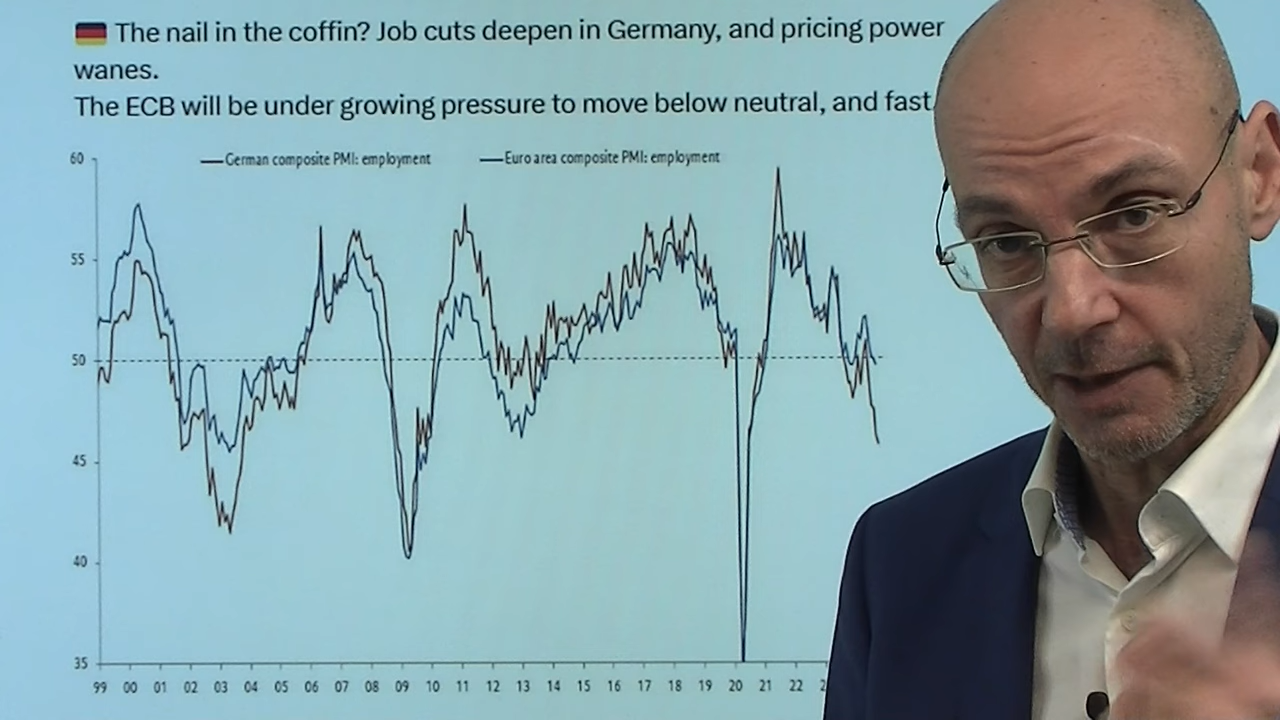 The nail in the coffin? Job cuts deepen in Germany, and pricing power
wanes.
The ECB will be under growing pressure to move below neutral, and fast.
German composite PMI: employment
Euro area composite PMI: employment
60
55
50
45
40
35
99 00 01 02 03 04 05 06 07 08 09 10 11 12 13 14 15 16 17 18 19 20 21 22